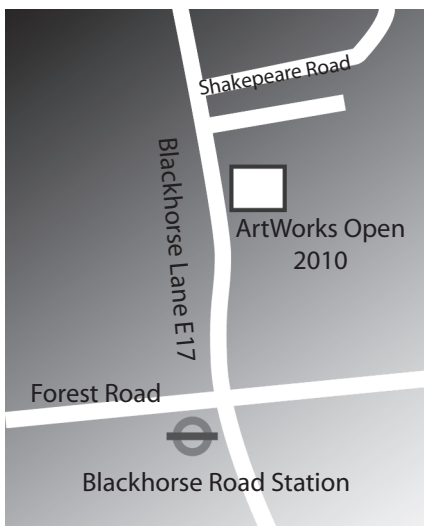 Shakepeare Road
Blackhorse Lane E17
ArtWorks Open
2010
Forest Road
Blackhorse Road Station